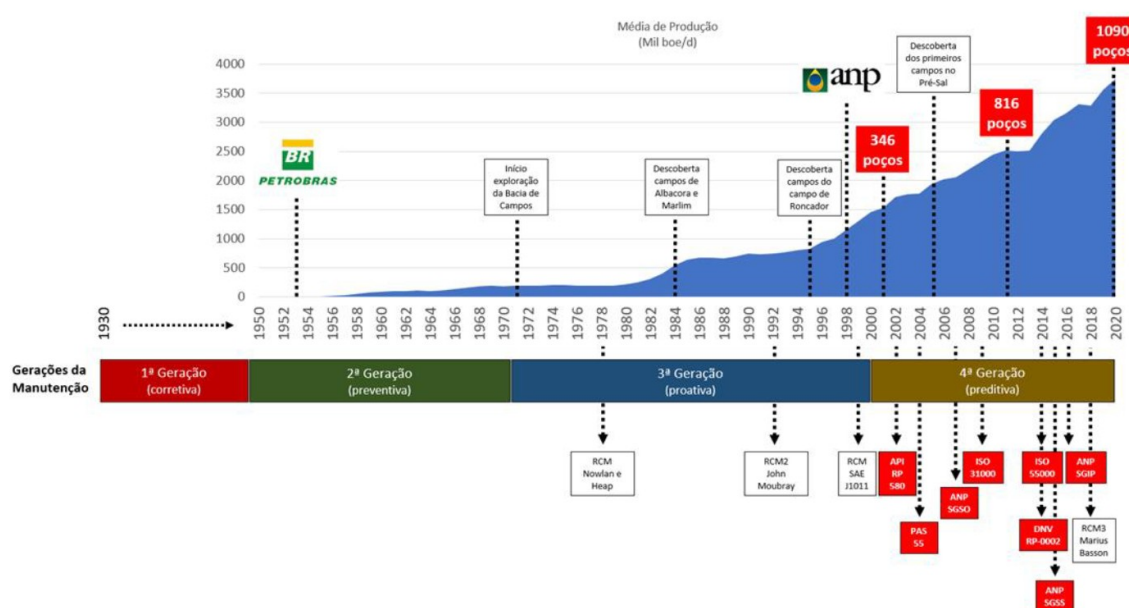 Média de Produção
(Mil boe/d)
4000
3500
3000
2500
2000
1500
1000
500
0
BR
PETROBRAS
Início
exploração
da Bacia de
Campos
Descoberta
campos de
Albacora e
Marlim
Descoberta
campos do
campo de
Roncador
anp
346
poços
Descoberta
dos primeiros
campos no
Pré-Sal
816
poços
1090
poços
1930
1950
1952
1954
1956
1958
1960
1962
1964
1966
1968
1970
1972
1974
1976
1978
1980
1982
1984
1986
1988
1990
1992
1994
1996
1998
2000
2002
2004
2006
2008
2010
2012
2014
2016
2018
2020
Gerações da
Manutenção
1ª Geração
(corretiva)
2ª Geração
(preventiva)
3ª Geração
(proativa)
4ª Geração
(preditiva)
RCM
Nowlan e
Heap
RCM2
John
Moubray
RCM
SAE
J1011
API
RP
580
PAS
55
ANP
SGSO
ISO
31000
ISO
55000
DNV
RP-0002
ANP
SGSS
ANP
SGIP
RCM3
Marius
Basson